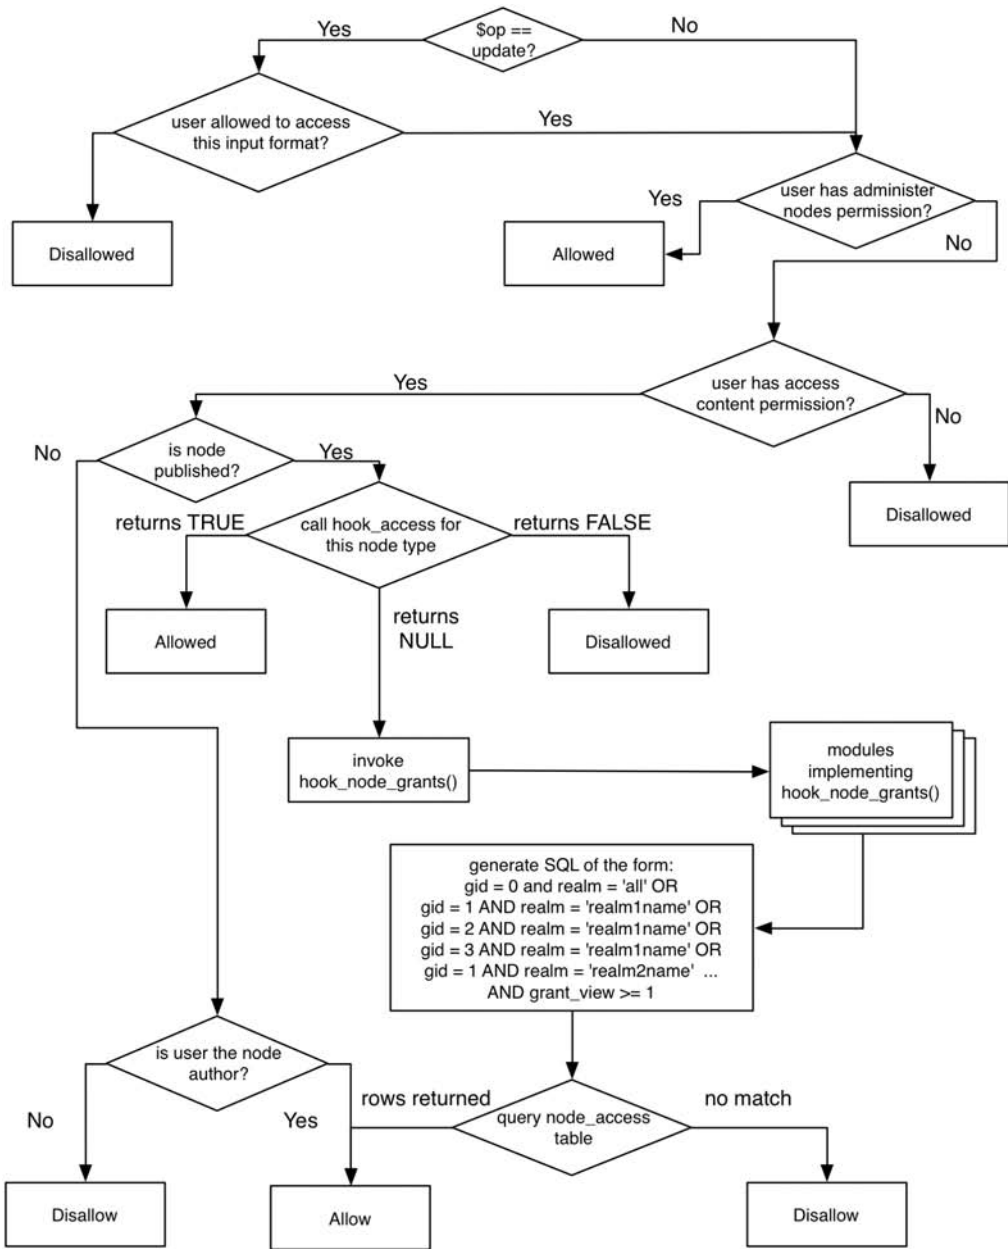 $op ==
update?
Yes
No
user allowed to access
this input format?
Yes
user has administer
nodes permission?
Yes
Disallowed
Allowed
No
user has access
content permission?
Yes
No
is node
published?
No
Yes
Disallowed
returns TRUE
call hook_access for
this node type
returns FALSE
Allowed
returns
NULL
Disallowed
invoke
hook_node_grants()
modules
implementing
hook_node_grants()
generate SQL of the form:
gid = 0 and realm = 'all' OR
gid = 1 AND realm = 'realm1name' OR
gid = 2 AND realm = 'realm1name' OR
gid = 3 AND realm = 'realm1name' OR
gid = 1 AND realm = 'realm2name' ...
AND grant_view >= 1
is user the node
author?
rows returned
no match
No
Yes
query node_access
table
Disallow
Allow
Disallow